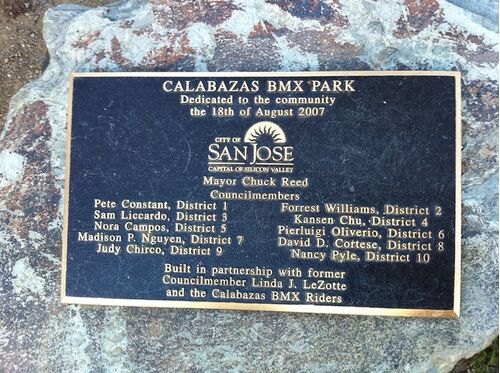 CALABAZAS BMX PARK
Dedicated to the community
the 18th of August 2007
CITY OF
SAN JOSE
CAPITAL OF SILICON VALLEY
Mayor Chuck Reed
Councilmembers
Pete Constant, District 1
Sam Liccardo, District 3
Nora Campos, District 5
Madison P. Nguyen, District 7
Judy Chirco, District 9
Forrest Williams, District 2
Kansen Chu, District 4
Pierluigi Oliverio, District 6
David D. Cortese, District 8
Nancy Pyle, District 10
Built in partnership with former
Councilmember Linda J. LeZotte
and the Calabazas BMX Riders